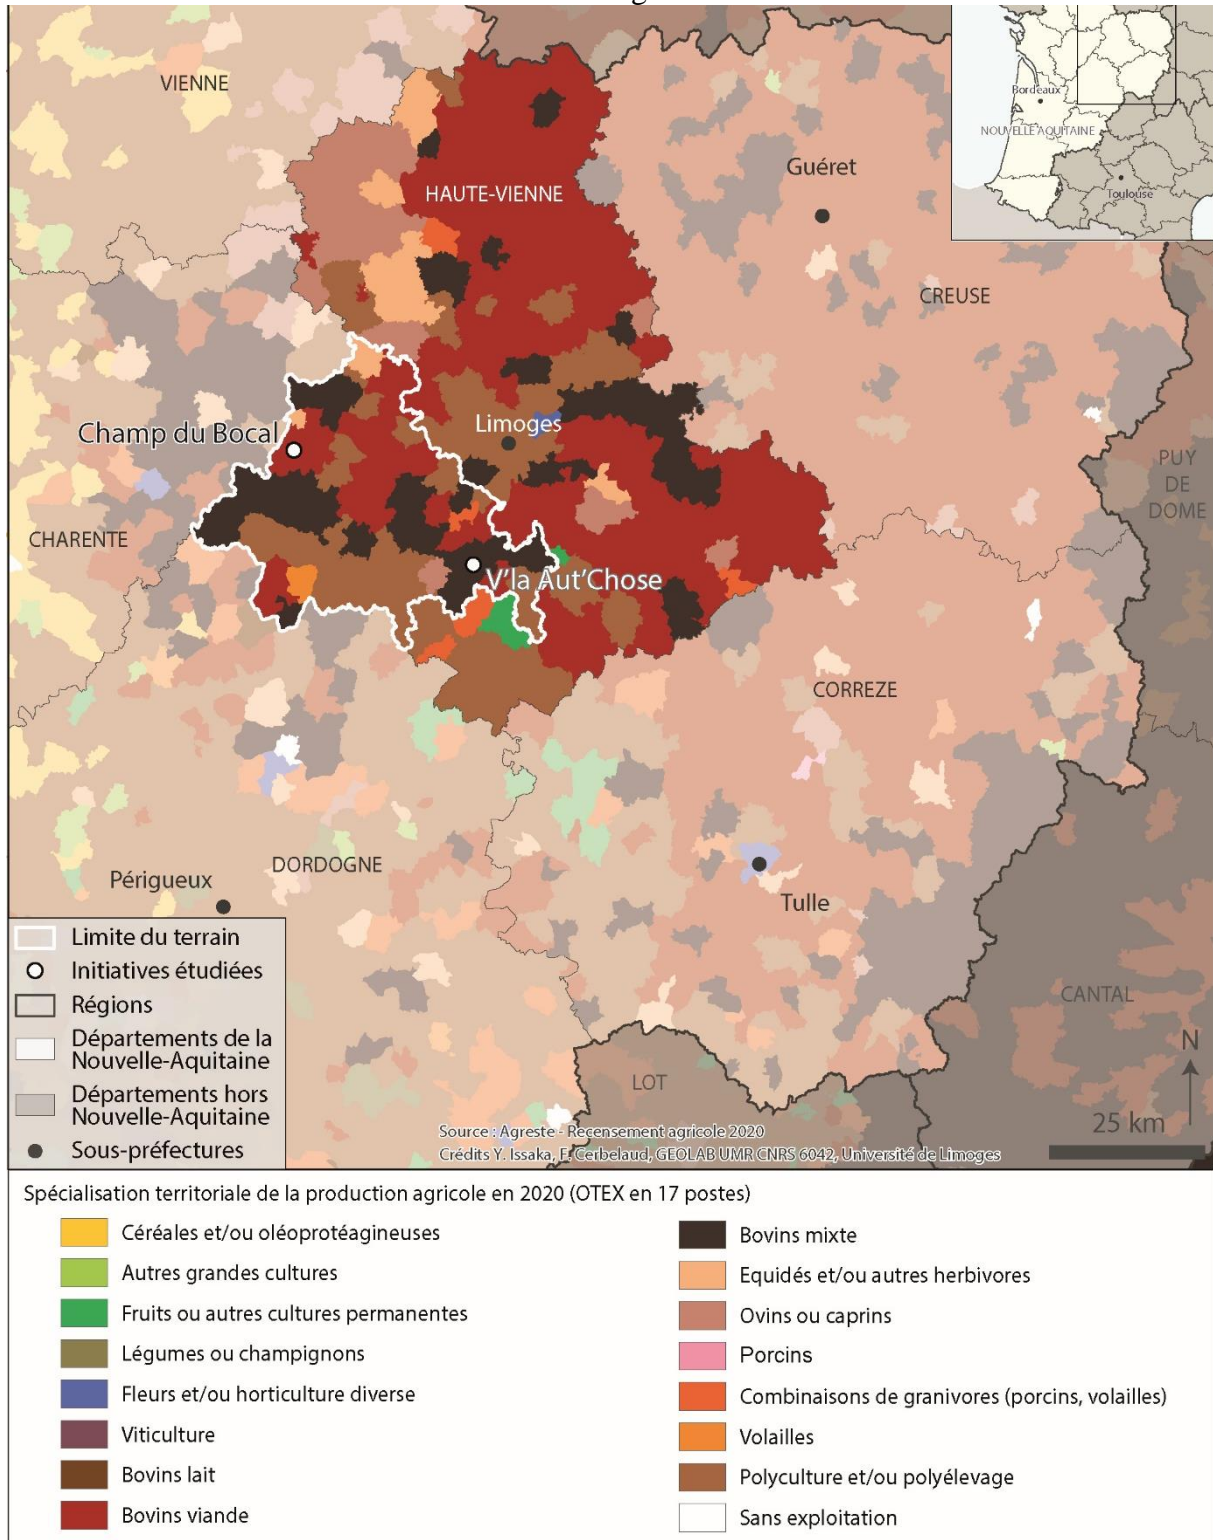 VIENNE
Bordeaux
NOUVELLE AQUITAINE
Toulouse
HAUTE-VIENNE
Guéret
CREUSE
Limoges
Champ du Bocal
PUY
DE
DOME
CHARENTE
V'la Aut'Chose
CORREZE
DORDOGNE
Périgueux
Tulle
CANTAL
LOT
N
25 km
Limite du terrain
Initiatives étudiées
Régions
Départements de la
Nouvelle-Aquitaine
Départements hors
Nouvelle-Aquitaine
Sous-préfectures
Source : Agreste - Recensement agricole 2020
Crédits Y. Issaka, F. Cerbelaud, GEOLAB UMR CNRS 6042, Université de Limoges
Spécialisation territoriale de la production agricole en 2020 (OTEX en 17 postes)
Céréales et/ou oléoprotéagineuses
Autres grandes cultures
Fruits ou autres cultures permanentes
Légumes ou champignons
Fleurs et/ou horticulture diverse
Viticulture
Bovins lait
Bovins viande
Bovins mixte
Equidés et/ou autres herbivores
Ovins ou caprins
Porcins
Combinaisons de granivores (porcins, volailles)
Volailles
Polyculture et/ou polyélevage
Sans exploitation